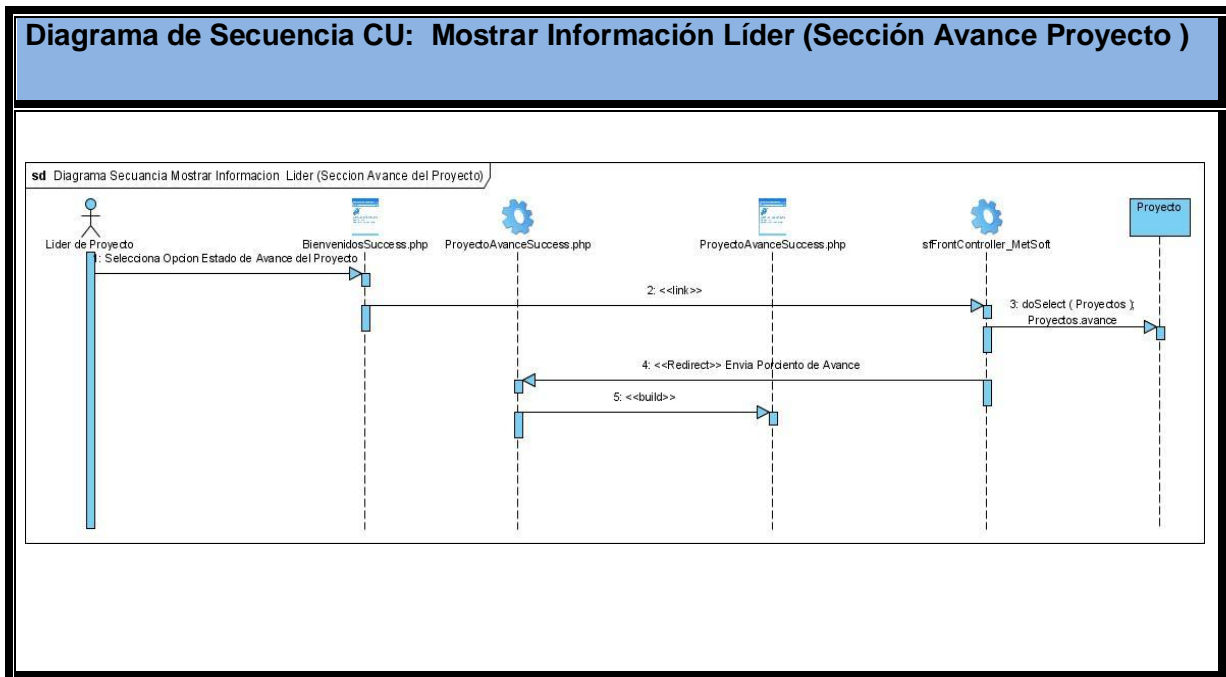 Diagrama de Secuencia CU: Mostrar Información Líder (Sección Avance Proyecto )
sd Diagrama Secuancia Mostrar Informacion Lider (Seccion Avance del Proyecto)
Lider de Proyecto
BienvenidosSuccess.php
ProyectoAvanceSuccess.php
ProyectoAvanceSuccess.php
sfFrontController_MetSoft
Proyecto
1: Selecciona Opcion Estado de Avance del Proyecto
2: <<link>>
3: doSelect ( Proyectos );
Proyectos.avance
4: <<Redirect>> Envia Porciento de Avance
5: <<build>>